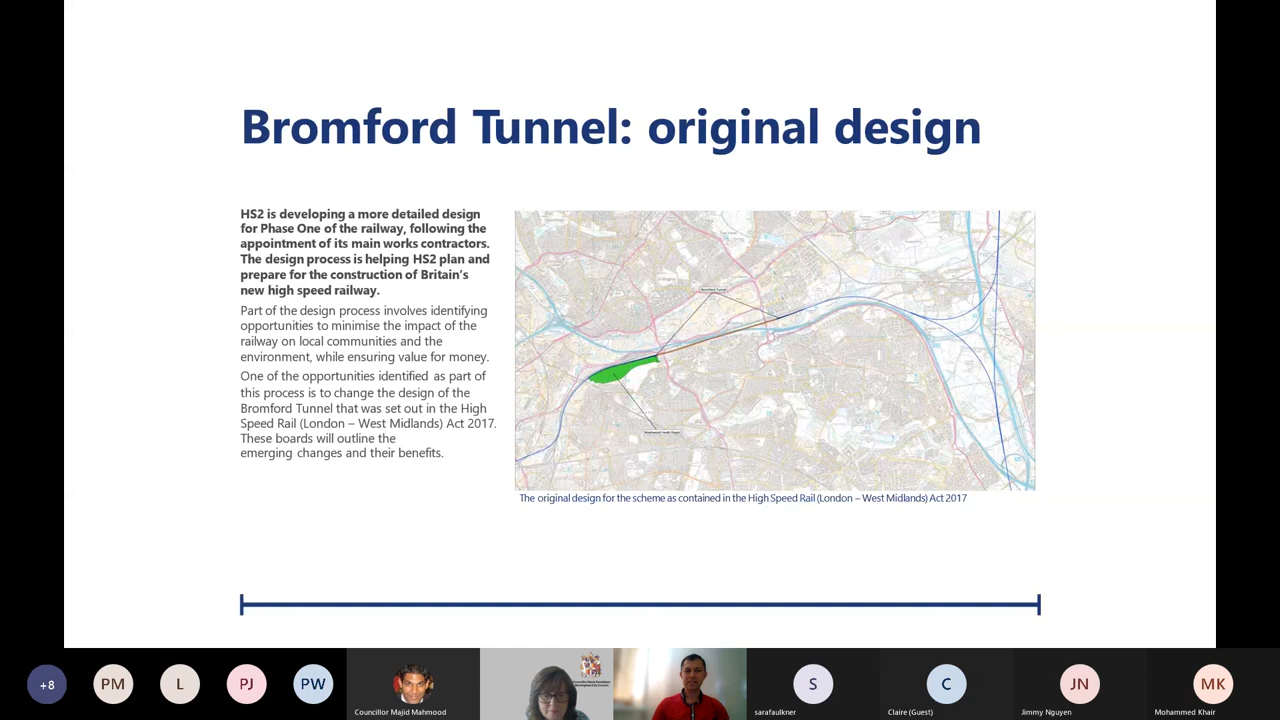 Bromford Tunnel: original design
HS2 is developing a more detailed design
for Phase One of the railway, following the
appointment of its main works contractors.
The design process is helping HS2 plan and
prepare for the construction of Britain's
new high speed railway.
Part of the design process involves identifying
opportunities to minimise the impact of the
railway on local communities and the
environment, while ensuring value for money.
One of the opportunities identified as part of
this process is to change the design of the
Bromford Tunnel that was set out in the High
Speed Rail (London – West Midlands) Act 2017.
These boards will outline the
emerging changes and their benefits.
Bromford Tunnel
The original design for the scheme as contained in the High Speed Rail (London – West Midlands) Act 2017
+8
PM
L
PJ
PW
Councillor Majid Mahmood
S
sarafaulkner
C
Claire (Guest)
JN
Jimmy Nguyen
MK
Mohammed Khair